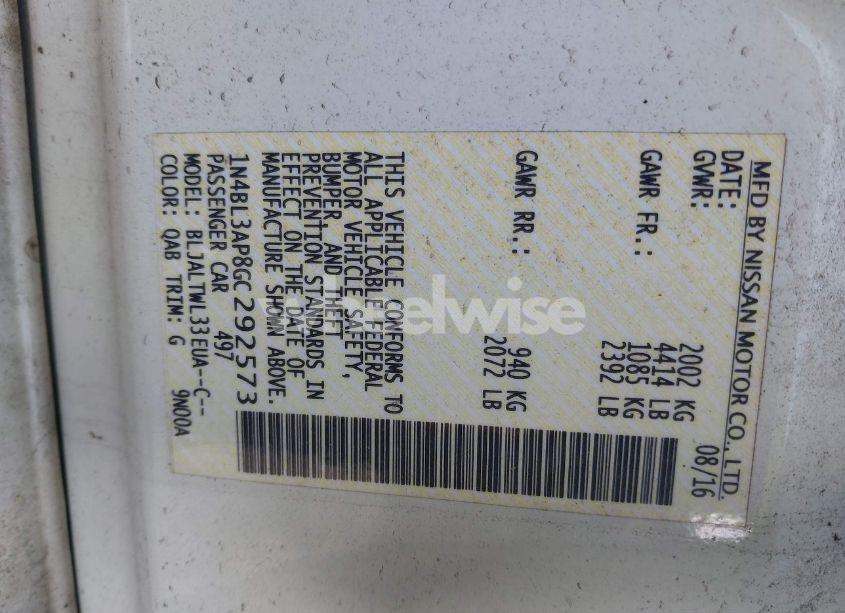 MFD BY NISSAN MOTOR CO., LTD.
DATE: 08/16
GVWR: 2002 KG
4414 LB
GAWR FR.: 1085 KG
2392 LB
GAWR RR.: 940 KG
2072 LB
THIS VEHICLE CONFORMS TO
ALL APPLICABLE FEDERAL
MOTOR VEHICLE SAFETY,
BUMPER, AND THEFT
PREVENTION STANDARDS IN
EFFECT ON THE DATE OF
MANUFACTURE SHOWN ABOVE.
1N4BL3AP8GC292573
PASSENGER CAR 497
MODEL: BLJALTWL33EUA--C--
COLOR: QAB TRIM: G 9N00A
wheelwise